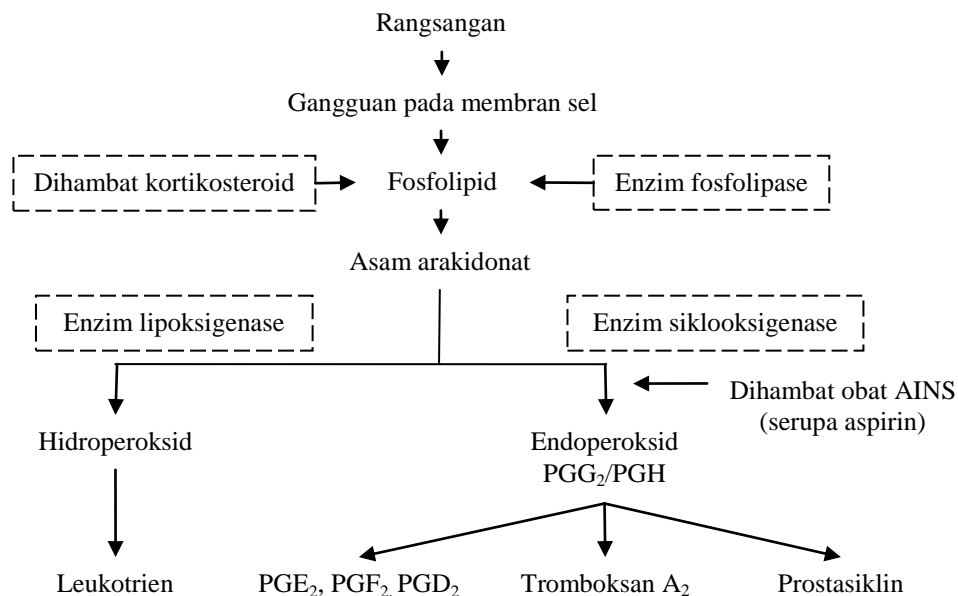 Rangsangan
Gangguan pada membran sel
Dihambat kortikosteroid
Fosfolipid
Enzim fosfolipase
Asam arakidonat
Enzim lipoksigenase
Enzim siklooksigenase
Dihambat obat AINS
(serupa aspirin)
Hidroperoksid
Endoperoksid
PGG₂/PGH
Leukotrien
PGE₂, PGF₂, PGD₂
Tromboksan A₂
Prostasiklin